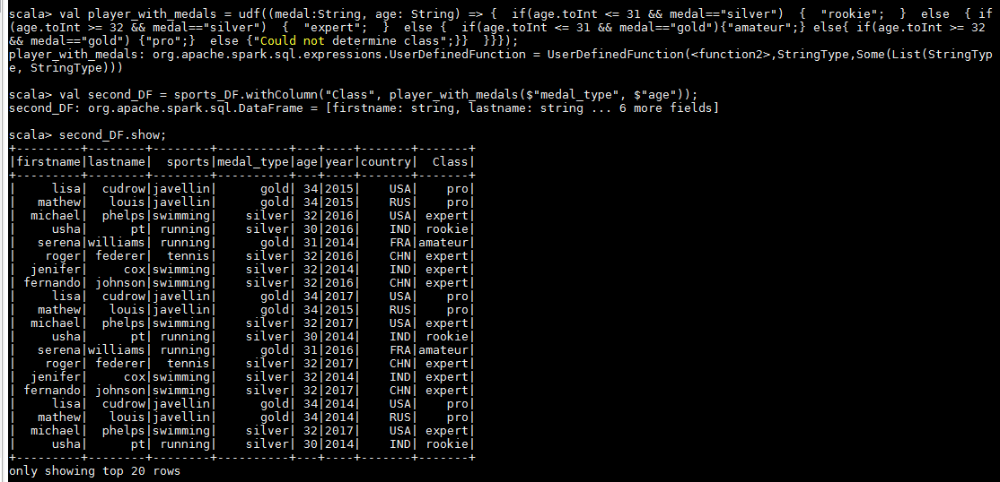 scala> val player_with_medals = udf((medal:String, age: String) => {  if(age.toInt <= 31 && medal=="silver")  {  "rookie";  }  else  { if
(age.toInt >= 32 && medal=="silver")  {  "expert";  }  else {  if(age.toInt <= 31 && medal=="gold"){"amateur";} else{ if(age.toInt >= 32
&& medal=="gold") {"pro";}  else {"Could not determine class";}}  }}});
player_with_medals: org.apache.spark.sql.expressions.UserDefinedFunction = UserDefinedFunction(<function2>,StringType,Some(List(StringTyp
e, StringType)))
scala> val second_DF = sports_DF.withColumn("Class", player_with_medals($"medal_type", $"age"));
second_DF: org.apache.spark.sql.DataFrame = [firstname: string, lastname: string ... 6 more fields]
scala> second_DF.show;
+---------+--------+--------+----------+---+----+-------+-------+
|firstname|lastname|  sports|medal_type|age|year|country|  Class|
+---------+--------+--------+----------+---+----+-------+-------+
|     lisa|  cudrow|javellin|      gold| 34|2015|    USA|    pro|
|   mathew|   louis|javellin|      gold| 34|2015|    RUS|    pro|
|  michael|  phelps|swimming|    silver| 32|2016|    USA| expert|
|     usha|      pt| running|    silver| 30|2016|    IND| rookie|
|   serena|williams| running|      gold| 31|2014|    FRA|amateur|
|    roger| federer|  tennis|    silver| 32|2016|    CHN| expert|
|  jenifer|     cox|swimming|    silver| 32|2014|    IND| expert|
| fernando| johnson|swimming|    silver| 32|2016|    CHN| expert|
|     lisa|  cudrow|javellin|      gold| 34|2017|    USA|    pro|
|   mathew|   louis|javellin|      gold| 34|2015|    RUS|    pro|
|  michael|  phelps|swimming|    silver| 32|2017|    USA| expert|
|     usha|      pt| running|    silver| 30|2014|    IND| rookie|
|   serena|williams| running|      gold| 31|2016|    FRA|amateur|
|    roger| federer|  tennis|    silver| 32|2017|    CHN| expert|
|  jenifer|     cox|swimming|    silver| 32|2014|    IND| expert|
| fernando| johnson|swimming|    silver| 32|2017|    CHN| expert|
|     lisa|  cudrow|javellin|      gold| 34|2014|    USA|    pro|
|   mathew|   louis|javellin|      gold| 34|2014|    RUS|    pro|
|  michael|  phelps|swimming|    silver| 32|2017|    USA| expert|
|     usha|      pt| running|    silver| 30|2014|    IND| rookie|
+---------+--------+--------+----------+---+----+-------+-------+
only showing top 20 rows